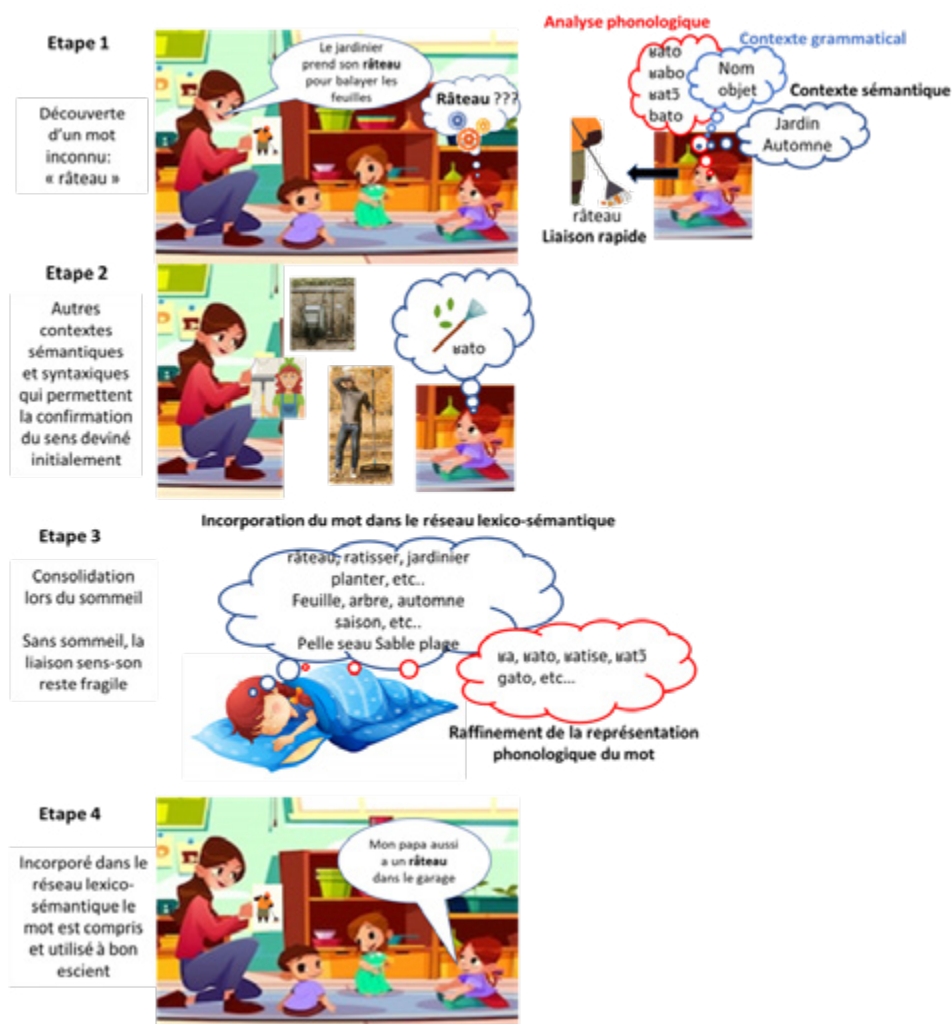 Etape 1
Découverte
d'un mot
inconnu:
« râteau »
Le jardinier
prend son râteau
pour balayer les
feuilles
Râteau ???
Analyse phonologique
ʁato
ʁabo
ʁatɔ̃
bato
Contexte grammatical
Nom
objet
Contexte sémantique
Jardin
Automne
râteau
Liaison rapide
Etape 2
Autres
contextes
sémantiques
et syntaxiques
qui permettent
la confirmation
du sens deviné
initialement
ʁato
Etape 3
Consolidation
lors du sommeil
Sans sommeil, la
liaison sens-son
reste fragile
Incorporation du mot dans le réseau lexico-sémantique
râteau, ratisser, jardinier
planter, etc..
Feuille, arbre, automne
saison, etc..
Pelle seau Sable plage
ʁa, ʁato, ʁatise, ʁatɔ̃
gato, etc...
Raffinement de la représentation
phonologique du mot
Etape 4
Incorporé dans le
réseau lexico-
sémantique le
mot est compris
et utilisé à bon
escient
Mon papa aussi
a un râteau
dans le garage